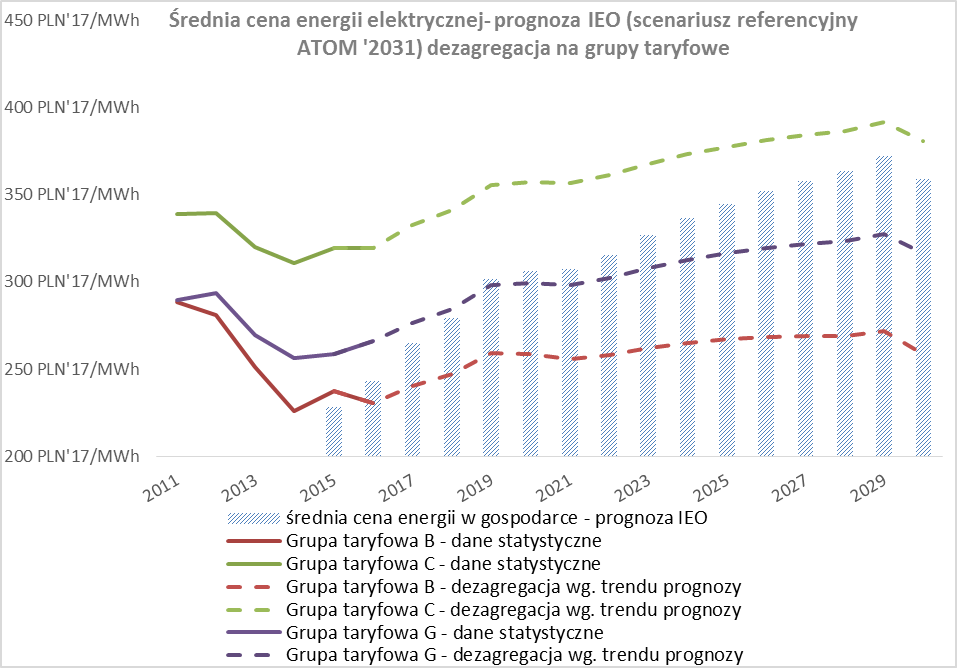 Średnia cena energii elektrycznej- prognoza IEO (scenariusz referencyjny
ATOM '2031) dezagregacja na grupy taryfowe
450 PLN'17/MWh
400 PLN'17/MWh
350 PLN'17/MWh
300 PLN'17/MWh
250 PLN'17/MWh
200 PLN'17/MWh
2011
2013
2015
2017
2019
2021
2023
2025
2027
2029
średnia cena energii w gospodarce - prognoza IEO
Grupa taryfowa B - dane statystyczne
Grupa taryfowa C - dane statystyczne
Grupa taryfowa B - dezagregacja wg. trendu prognozy
Grupa taryfowa C - dezagregacja wg. trendu prognozy
Grupa taryfowa G - dane statystyczne
Grupa taryfowa G - dezagregacja wg. trendu prognozy